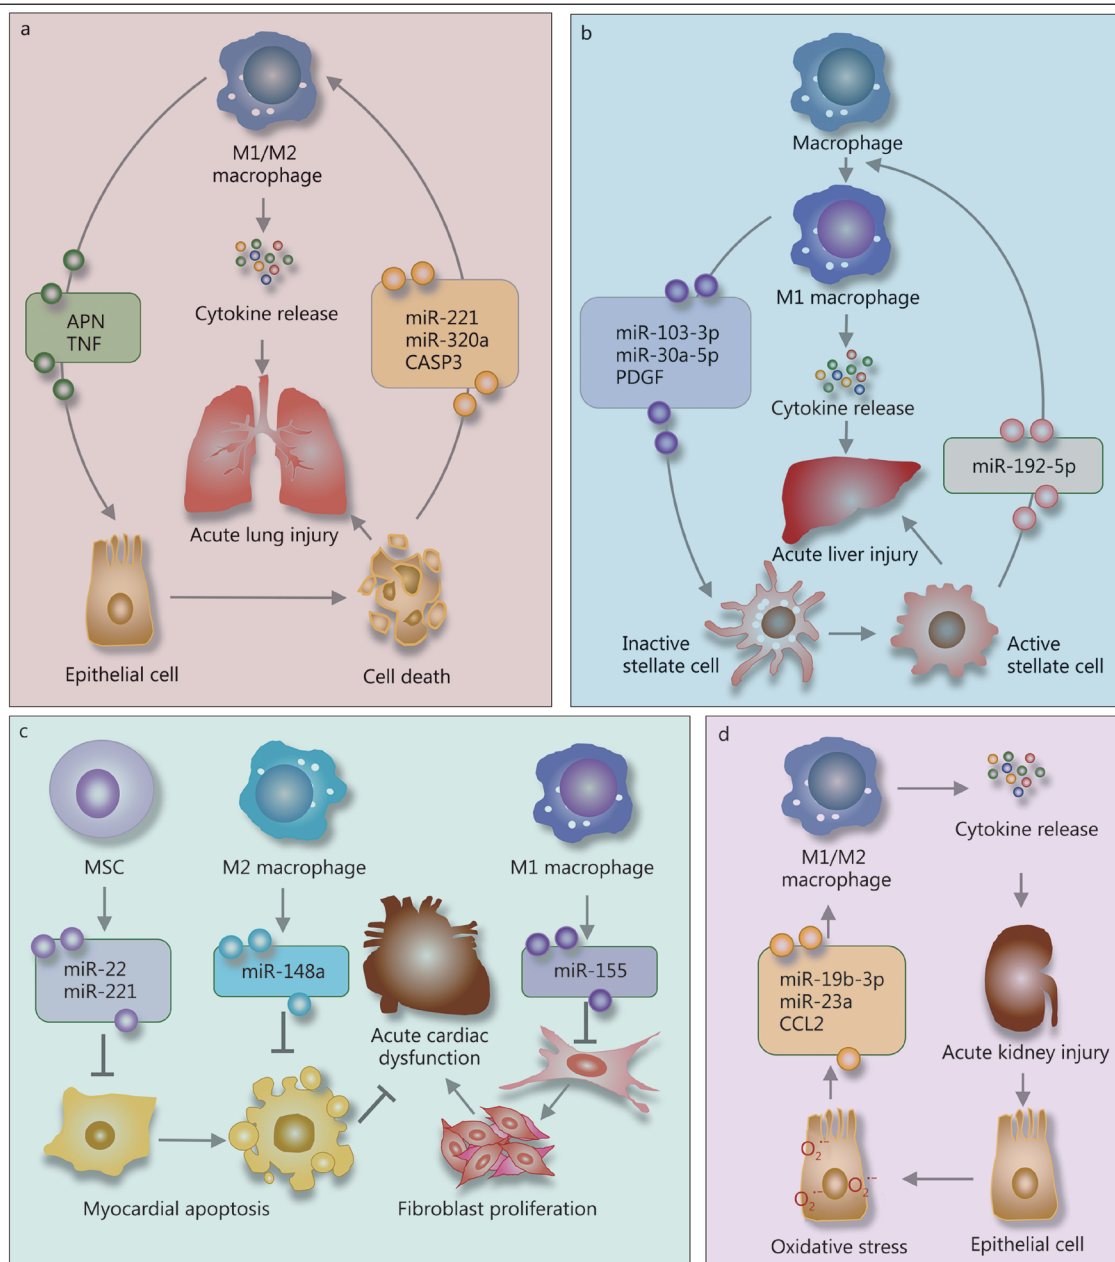 a
M1/M2
macrophage
Cytokine release
APN
TNF
miR-221
miR-320a
CASP3
Acute lung injury
Epithelial cell
Cell death
b
Macrophage
M1 macrophage
miR-103-3p
miR-30a-5p
PDGF
Cytokine release
miR-192-5p
Acute liver injury
Inactive
stellate cell
Active
stellate cell
c
MSC
M2 macrophage
M1 macrophage
miR-22
miR-221
miR-148a
miR-155
Acute cardiac
dysfunction
Myocardial apoptosis
Fibroblast proliferation
d
M1/M2
macrophage
Cytokine release
miR-19b-3p
miR-23a
CCL2
Acute kidney injury
O₂˙⁻
O₂˙⁻
O₂˙⁻
Oxidative stress
Epithelial cell